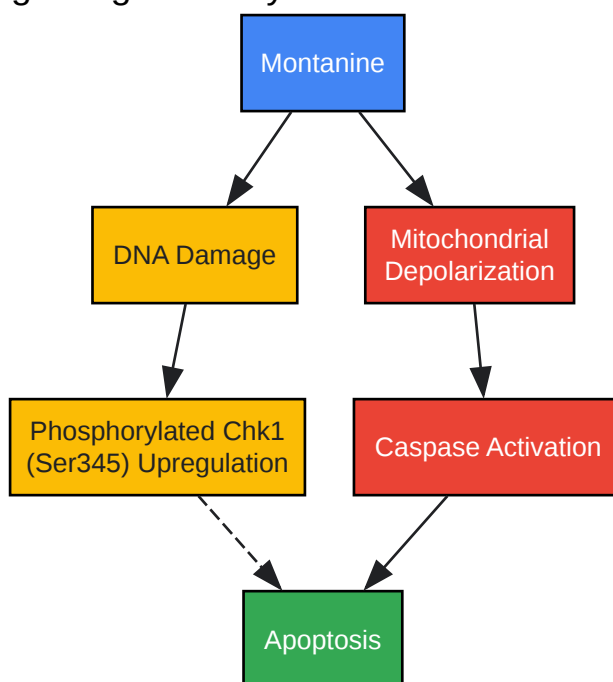 Montanine
DNA Damage
Mitochondrial
Depolarization
Phosphorylated Chk1
(Ser345) Upregulation
Caspase Activation
Apoptosis